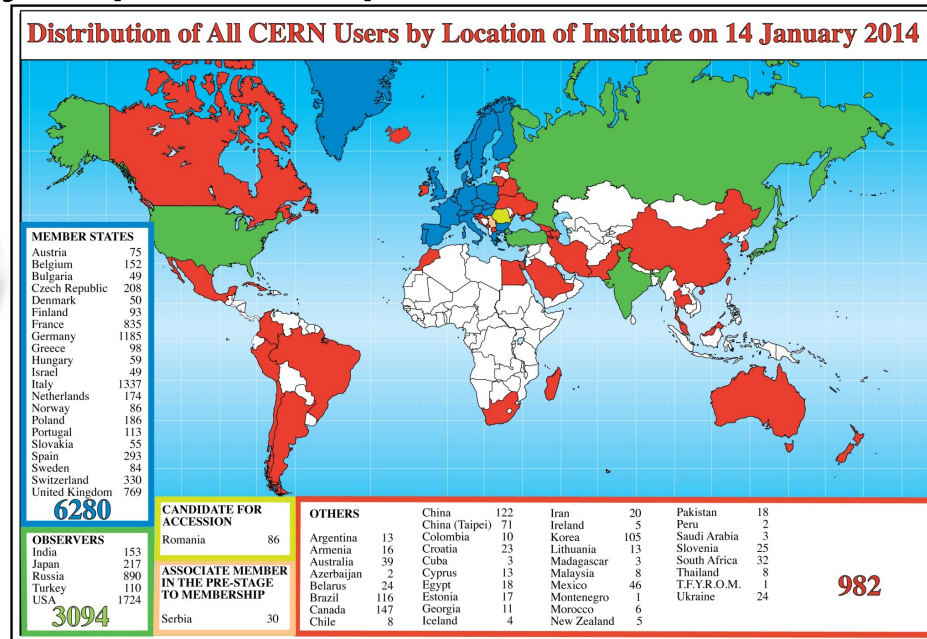 Distribution of All CERN Users by Location of Institute on 14 January 2014
MEMBER STATES
Austria 75
Belgium 152
Bulgaria 49
Czech Republic 208
Denmark 50
Finland 93
France 835
Germany 1185
Greece 98
Hungary 59
Israel 49
Italy 1337
Netherlands 174
Norway 86
Poland 186
Portugal 113
Slovakia 55
Spain 293
Sweden 84
Switzerland 330
United Kingdom 769
6280
OBSERVERS
India 153
Japan 217
Russia 890
Turkey 110
USA 1724
3094
CANDIDATE FOR
ACCESSION
Romania 86
ASSOCIATE MEMBER
IN THE PRE-STAGE
TO MEMBERSHIP
Serbia 30
OTHERS
Argentina 13
Armenia 16
Australia 39
Azerbaijan 2
Belarus 24
Brazil 116
Canada 147
Chile 8
China 122
China (Taipei) 71
Colombia 10
Croatia 23
Cuba 3
Cyprus 13
Egypt 18
Estonia 17
Georgia 11
Iceland 4
Iran 20
Ireland 5
Korea 105
Lithuania 13
Madagascar 3
Malaysia 8
Mexico 46
Montenegro 1
Morocco 6
New Zealand 5
Pakistan 18
Peru 2
Saudi Arabia 3
Slovenia 25
South Africa 32
Thailand 8
T.F.Y.R.O.M. 1
Ukraine 24
982